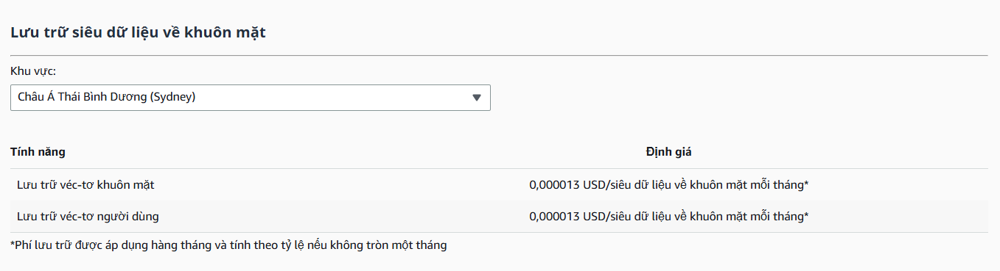 Lưu trữ siêu dữ liệu về khuôn mặt
Khu vực:
Châu Á Thái Bình Dương (Sydney)
Tính năng Định giá
Lưu trữ véc-tơ khuôn mặt 0,000013 USD/siêu dữ liệu về khuôn mặt mỗi tháng*
Lưu trữ véc-tơ người dùng 0,000013 USD/siêu dữ liệu về khuôn mặt mỗi tháng*
*Phí lưu trữ được áp dụng hàng tháng và tính theo tỷ lệ nếu không tròn một tháng